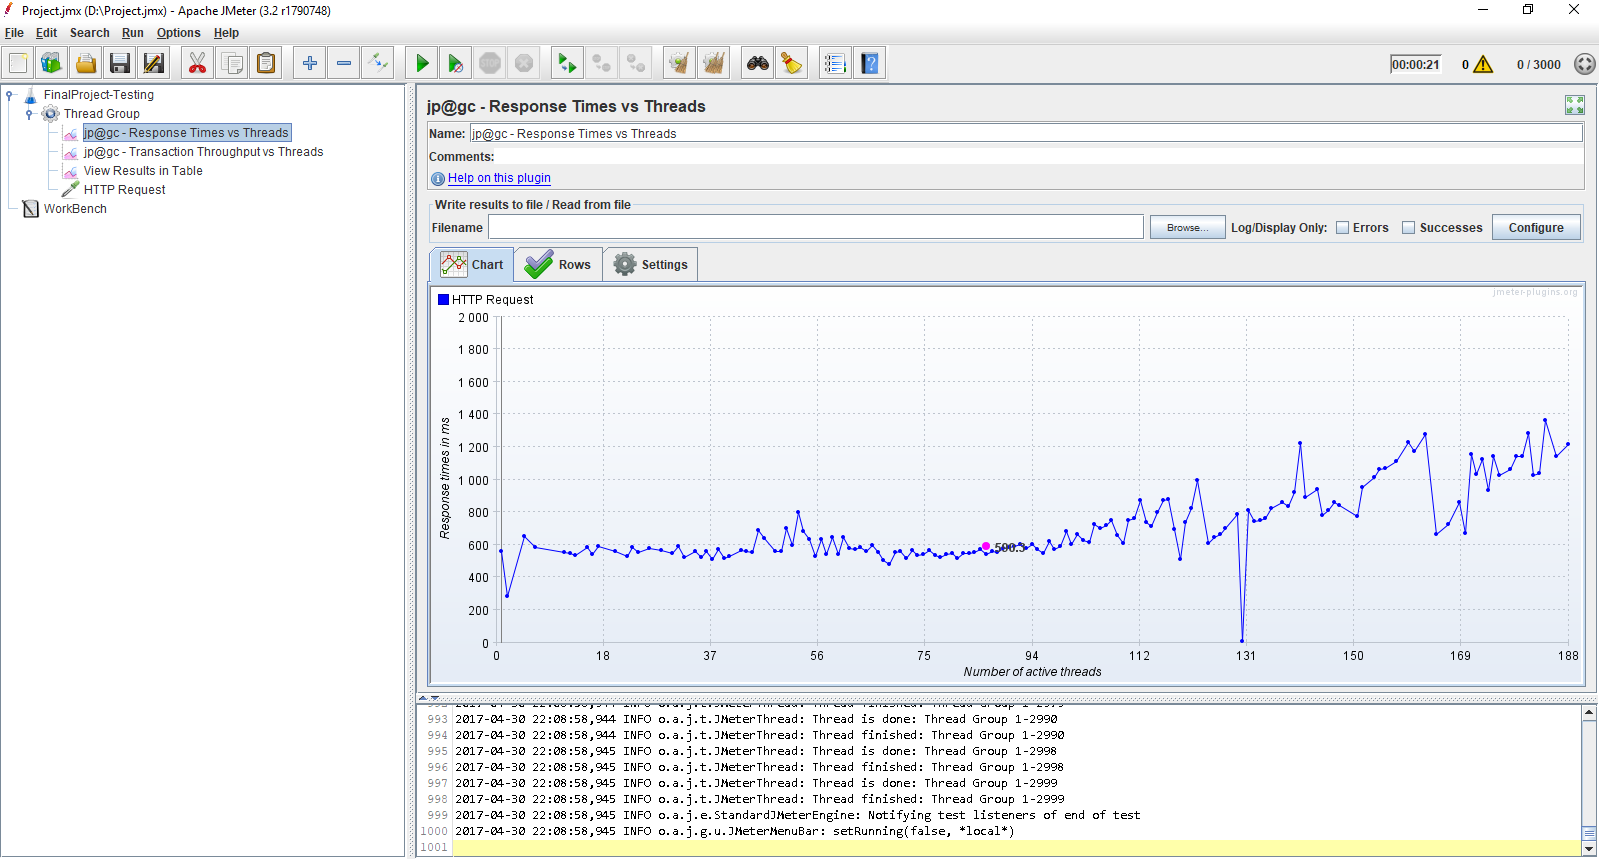 Project.jmx (D:\Project.jmx) - Apache JMeter (3.2 r1790748)
File Edit Search Run Options Help
STOP
00:00:21 0 0 / 3000
FinalProject-Testing
Thread Group
jp@gc - Response Times vs Threads
jp@gc - Transaction Throughput vs Threads
View Results in Table
HTTP Request
WorkBench
jp@gc - Response Times vs Threads
Name: jp@gc - Response Times vs Threads
Comments:
Help on this plugin
Write results to file / Read from file
Filename Browse... Log/Display Only: Errors Successes Configure
Chart Rows Settings
HTTP Request
jmeter-plugins.org
2 000
1 800
1 600
1 400
1 200
1 000
800
600
400
200
0
Response times in ms
0 18 37 56 75 94 112 131 150 169 188
Number of active threads
993 2017-04-30 22:08:58,944 INFO o.a.j.t.JMeterThread: Thread is done: Thread Group 1-2990
994 2017-04-30 22:08:58,944 INFO o.a.j.t.JMeterThread: Thread finished: Thread Group 1-2990
995 2017-04-30 22:08:58,945 INFO o.a.j.t.JMeterThread: Thread is done: Thread Group 1-2998
996 2017-04-30 22:08:58,945 INFO o.a.j.t.JMeterThread: Thread finished: Thread Group 1-2998
997 2017-04-30 22:08:58,945 INFO o.a.j.t.JMeterThread: Thread is done: Thread Group 1-2999
998 2017-04-30 22:08:58,945 INFO o.a.j.t.JMeterThread: Thread finished: Thread Group 1-2999
999 2017-04-30 22:08:58,945 INFO o.a.j.e.StandardJMeterEngine: Notifying test listeners of end of test
1000 2017-04-30 22:08:58,945 INFO o.a.j.g.u.JMeterMenuBar: setRunning(false, *local*)
1001